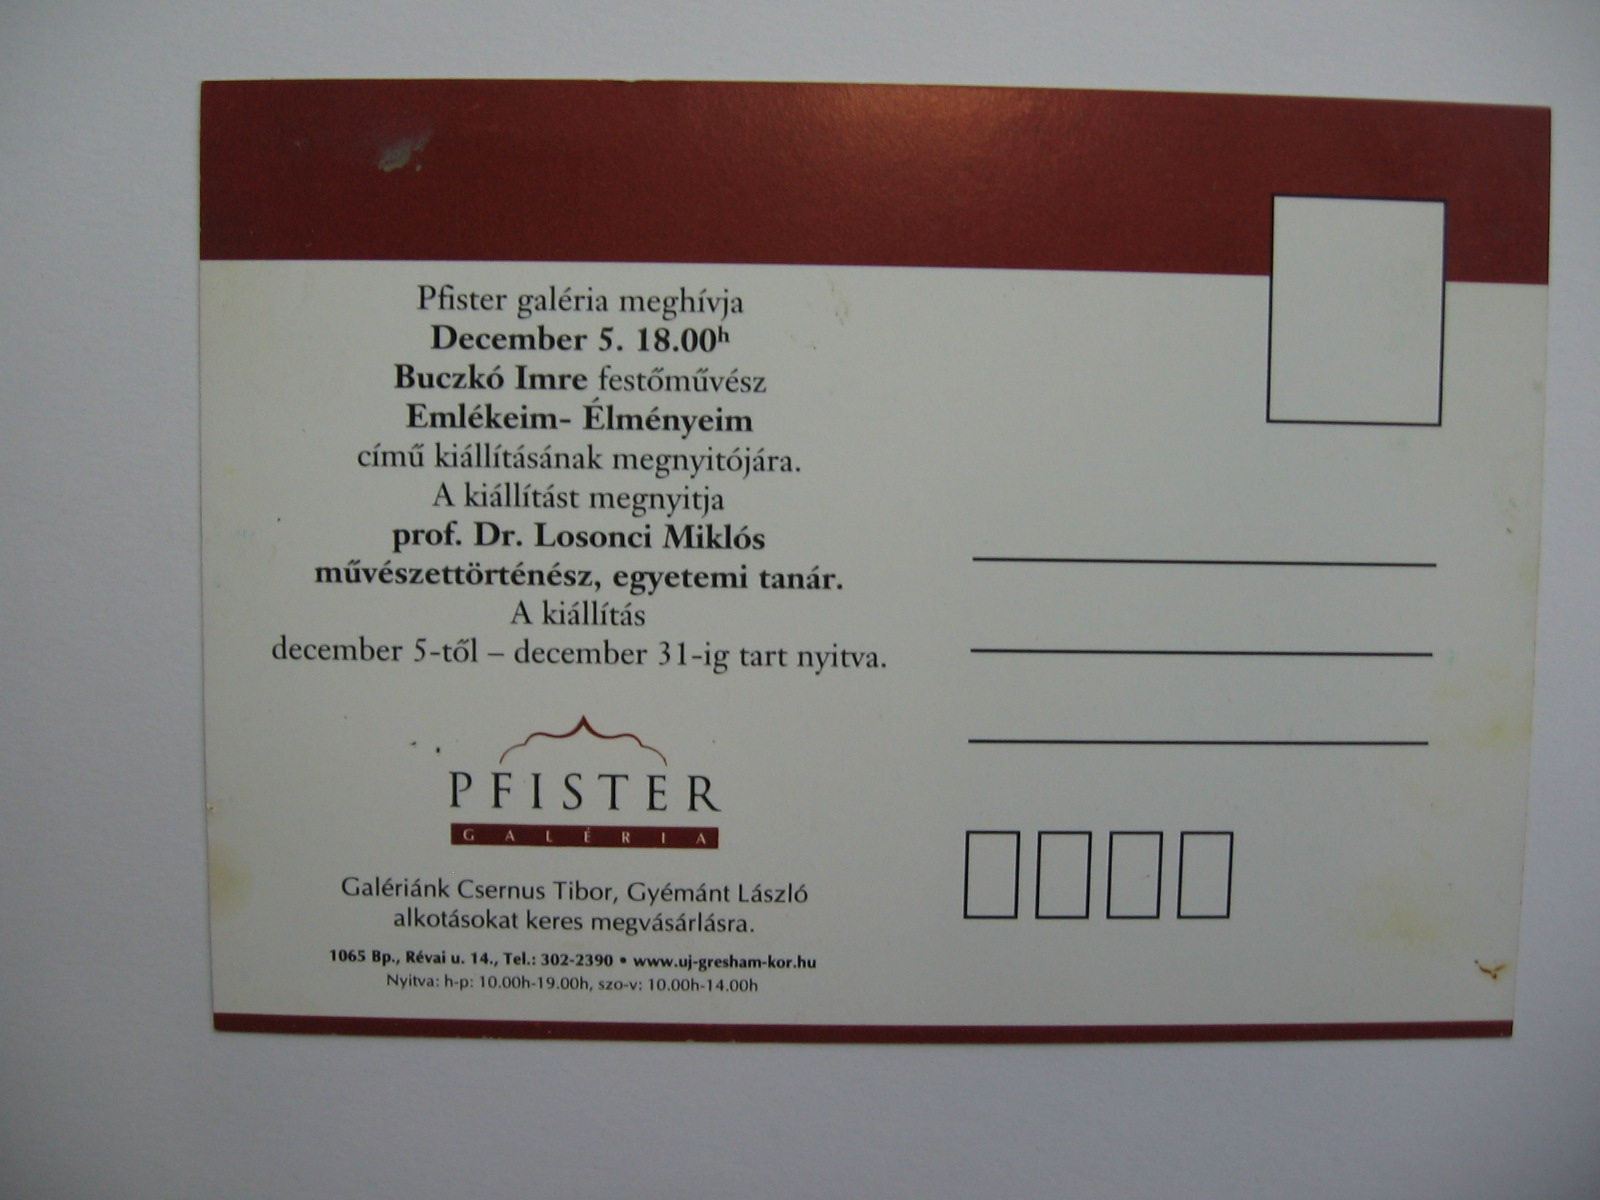 Pfister galéria meghívja
December 5. 18.00ʰ
Buczkó Imre festőművész
Emlékeim- Élményeim
című kiállításának megnyitójára.
A kiállítást megnyitja
prof. Dr. Losonci Miklós
művészettörténész, egyetemi tanár.
A kiállítás
december 5-től – december 31-ig tart nyitva.
PFISTER
GALÉRIA
Galériánk Csernus Tibor, Gyémánt László
alkotásokat keres megvásárlásra.
1065 Bp., Révai u. 14., Tel.: 302-2390 • www.uj-gresham-kor.hu
Nyitva: h-p: 10.00h-19.00h, szo-v: 10.00h-14.00h